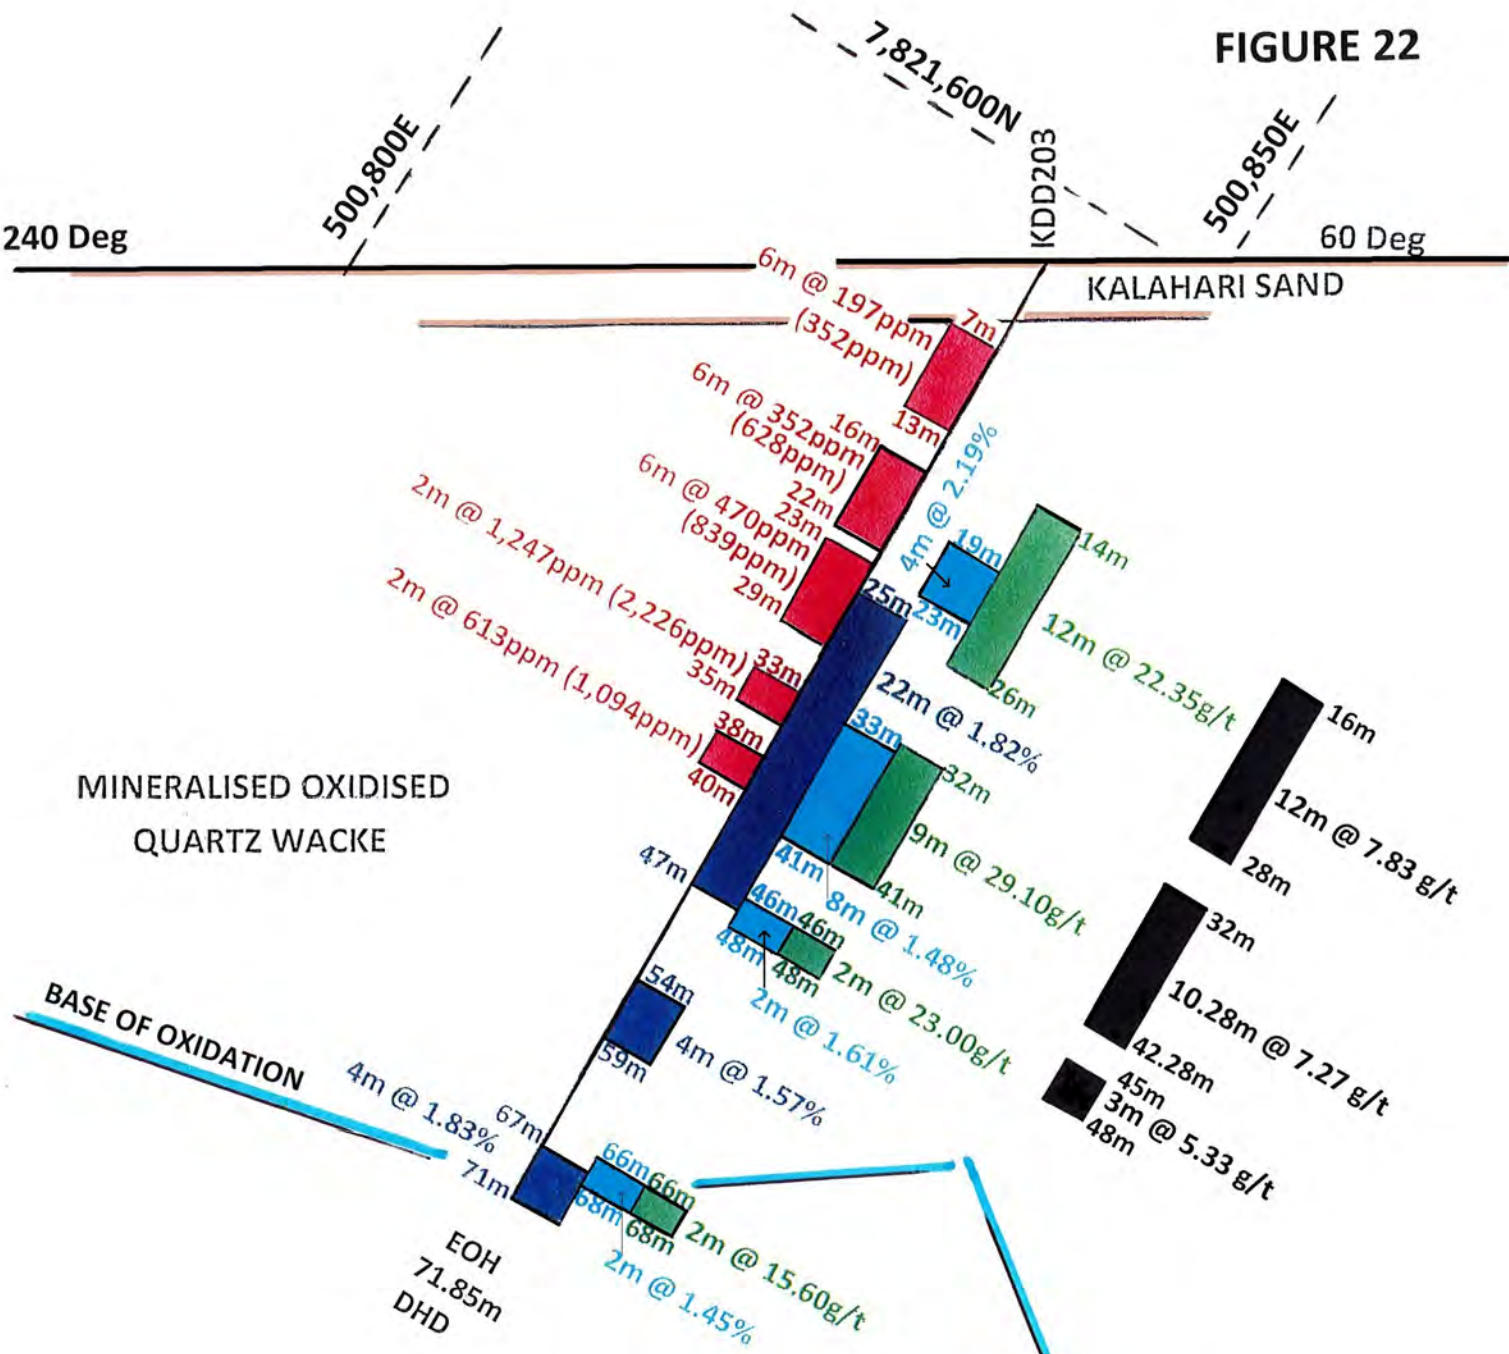 FIGURE 22
7,821,600N
500,800E
KDD203
500,850E
240 Deg
60 Deg
KALAHARI SAND
6m @ 197ppm
(352ppm)
7m
13m
6m @ 352ppm
(628ppm)
16m
22m
6m @ 470ppm
(839ppm)
23m
29m
2m @ 1,247ppm (2,226ppm)
33m
35m
2m @ 613ppm (1,094ppm)
38m
40m
4m @ 2.19%
19m
23m
14m
12m @ 22.35g/t
26m
25m
22m @ 1.82%
47m
33m
41m
8m @ 1.48%
32m
9m @ 29.10g/t
41m
46m
48m
2m @ 1.61%
46m
48m
2m @ 23.00g/t
16m
12m @ 7.83 g/t
28m
32m
10.28m @ 7.27 g/t
42.28m
45m
3m @ 5.33 g/t
48m
MINERALISED OXIDISED
QUARTZ WACKE
54m
4m @ 1.57%
59m
BASE OF OXIDATION
4m @ 1.83%
67m
71m
66m
68m
2m @ 1.45%
66m
68m
2m @ 15.60g/t
EOH
71.85m
DHD